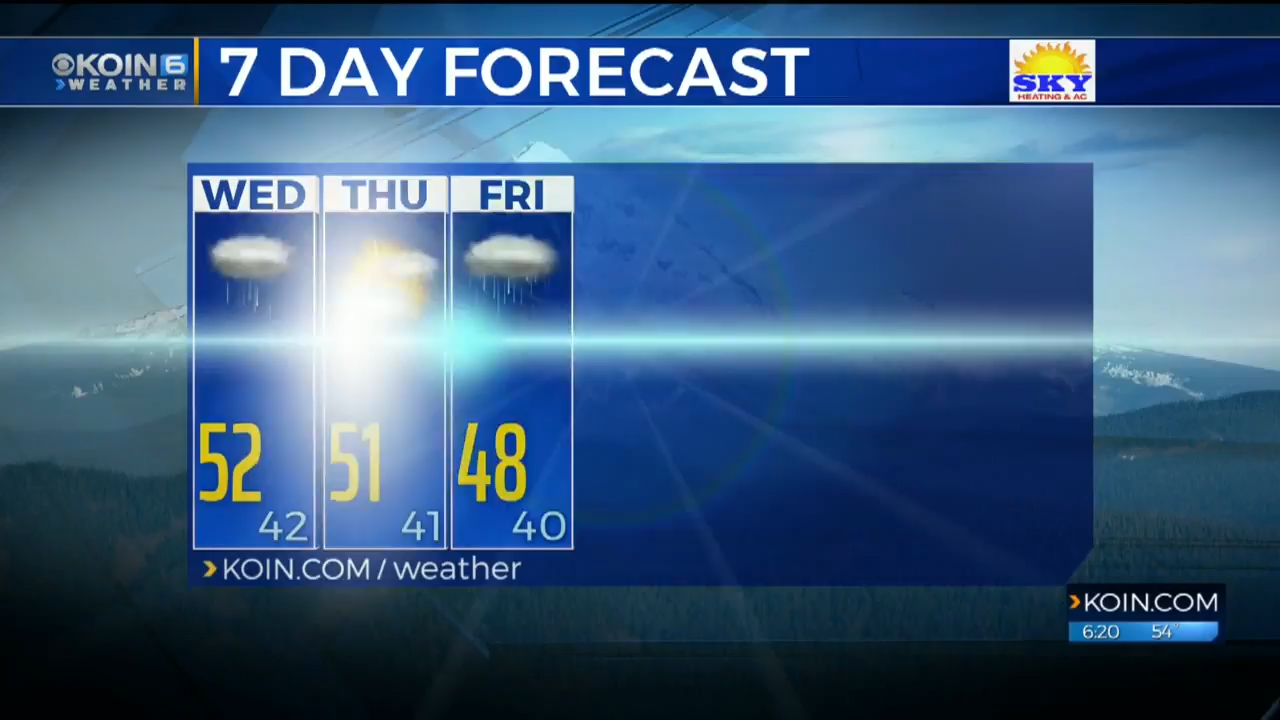 KOIN 6
WEATHER
7 DAY FORECAST
SKY
HEATING & AC
WED THU FRI
52 51 48
42 41 40
KOIN.COM / weather
KOIN.COM
6:20 54°